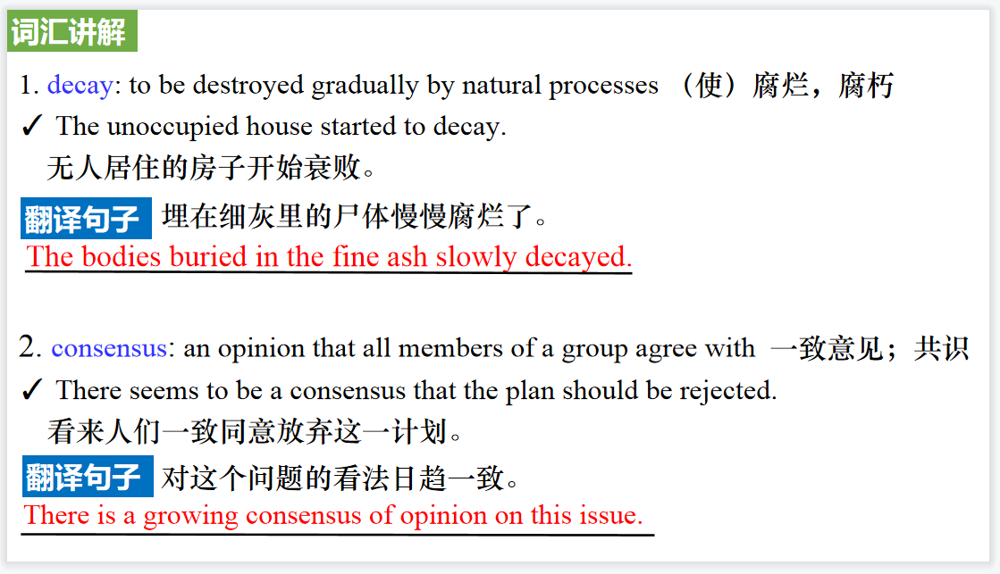 词汇讲解
1. decay: to be destroyed gradually by natural processes （使）腐烂，腐朽
✓ The unoccupied house started to decay.
无人居住的房子开始衰败。
翻译句子 埋在细灰里的尸体慢慢腐烂了。
The bodies buried in the fine ash slowly decayed.
2. consensus: an opinion that all members of a group agree with 一致意见；共识
✓ There seems to be a consensus that the plan should be rejected.
看来人们一致同意放弃这一计划。
翻译句子 对这个问题的看法日趋一致。
There is a growing consensus of opinion on this issue.